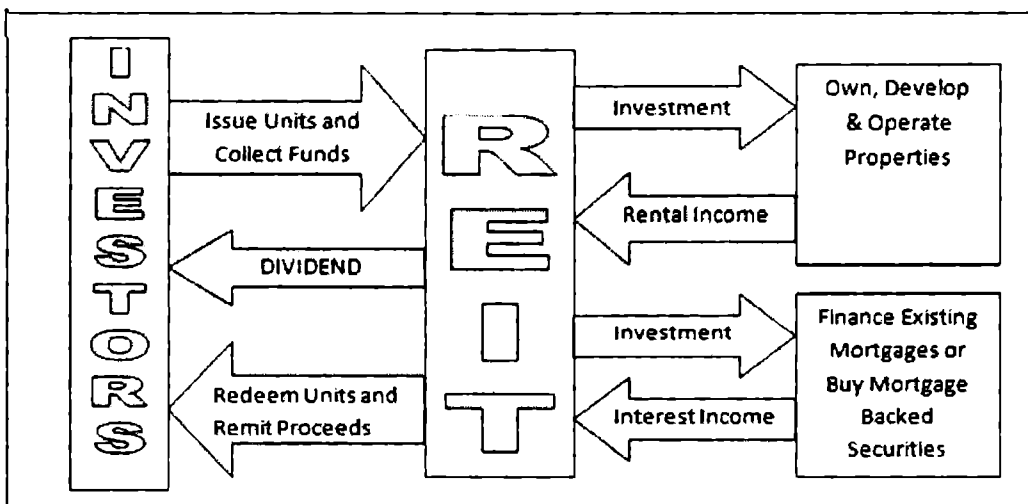 INVESTORS
Issue Units and
Collect Funds
DIVIDEND
Redeem Units and
Remit Proceeds
REIT
Investment
Rental Income
Investment
Interest Income
Own, Develop
& Operate
Properties
Finance Existing
Mortgages or
Buy Mortgage
Backed
Securities